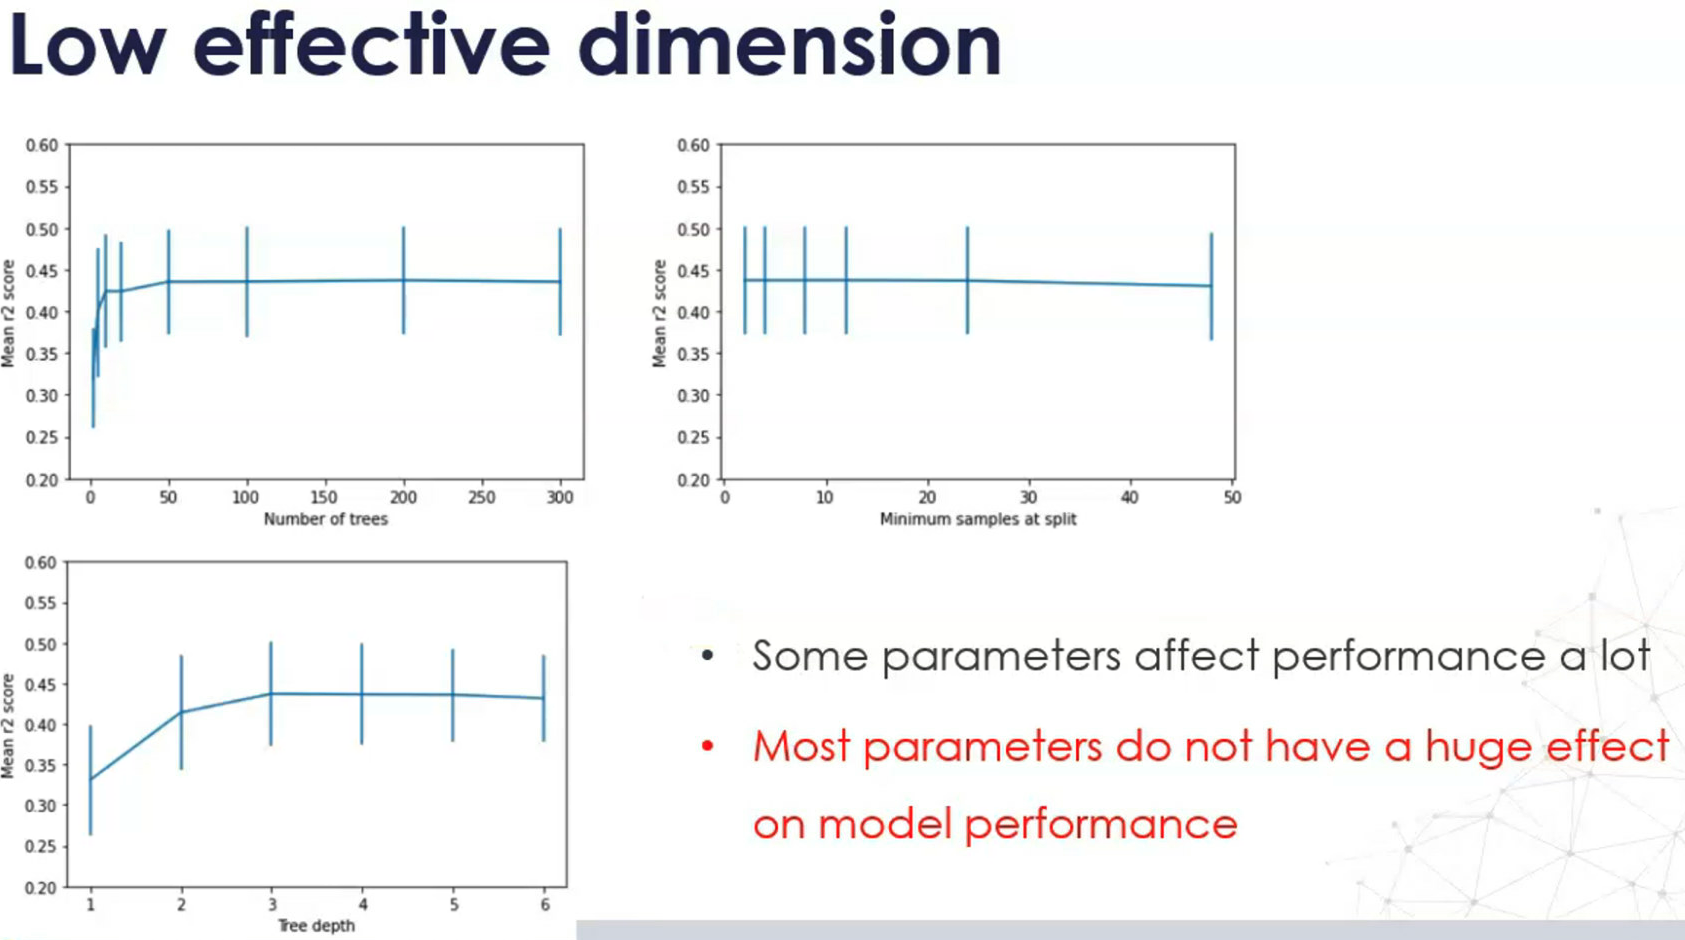 Low effective dimension
0.60
0.55
0.50
0.45
0.40
0.35
0.30
0.25
0.20
Mean r2 score
0 50 100 150 200 250 300
Number of trees
0.60
0.55
0.50
0.45
0.40
0.35
0.30
0.25
0.20
Mean r2 score
0 10 20 30 40 50
Minimum samples at split
0.60
0.55
0.50
0.45
0.40
0.35
0.30
0.25
0.20
Mean r2 score
1 2 3 4 5 6
Tree depth
• Some parameters affect performance a lot
• Most parameters do not have a huge effect
on model performance